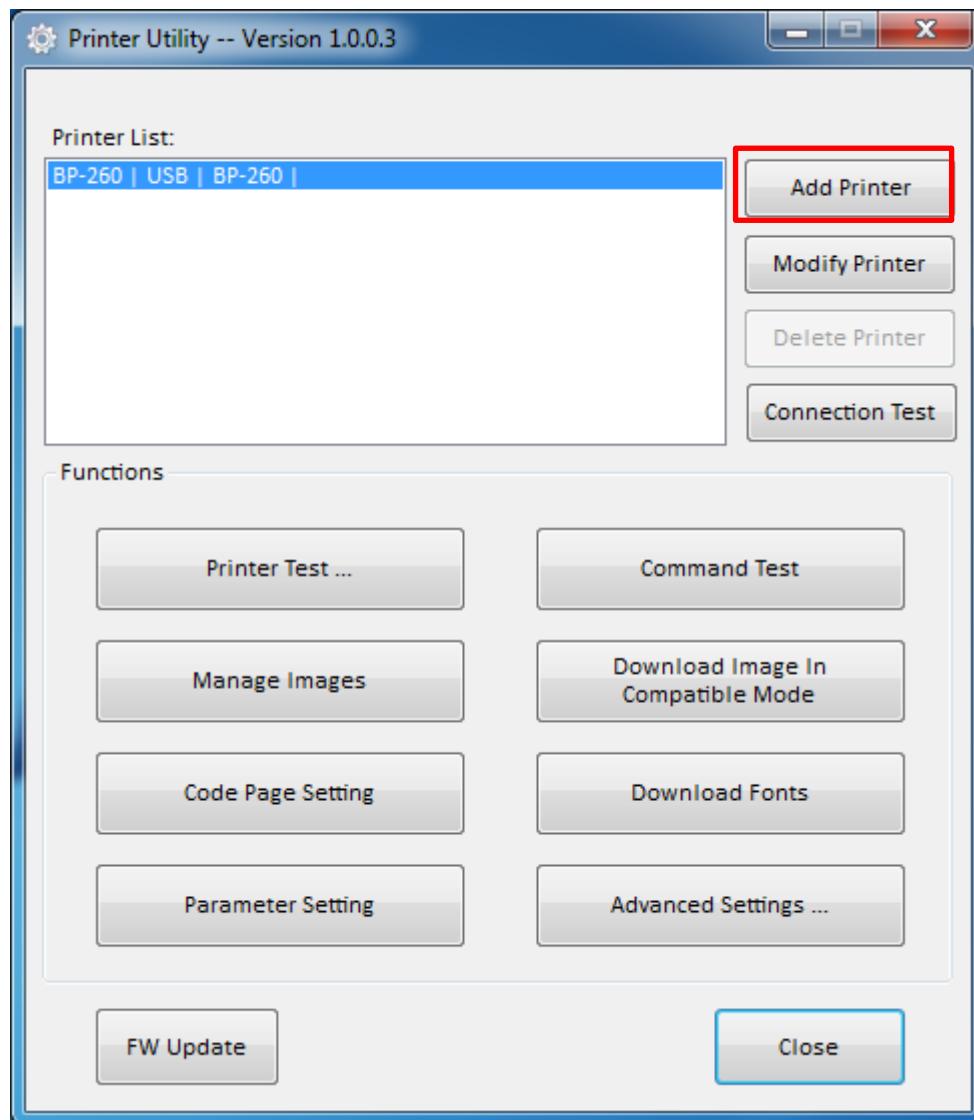 Printer Utility -- Version 1.0.0.3
Printer List:
BP-260 | USB | BP-260 |
Add Printer
Modify Printer
Delete Printer
Connection Test
Functions
Printer Test ...
Command Test
Manage Images
Download Image In
Compatible Mode
Code Page Setting
Download Fonts
Parameter Setting
Advanced Settings ...
FW Update
Close